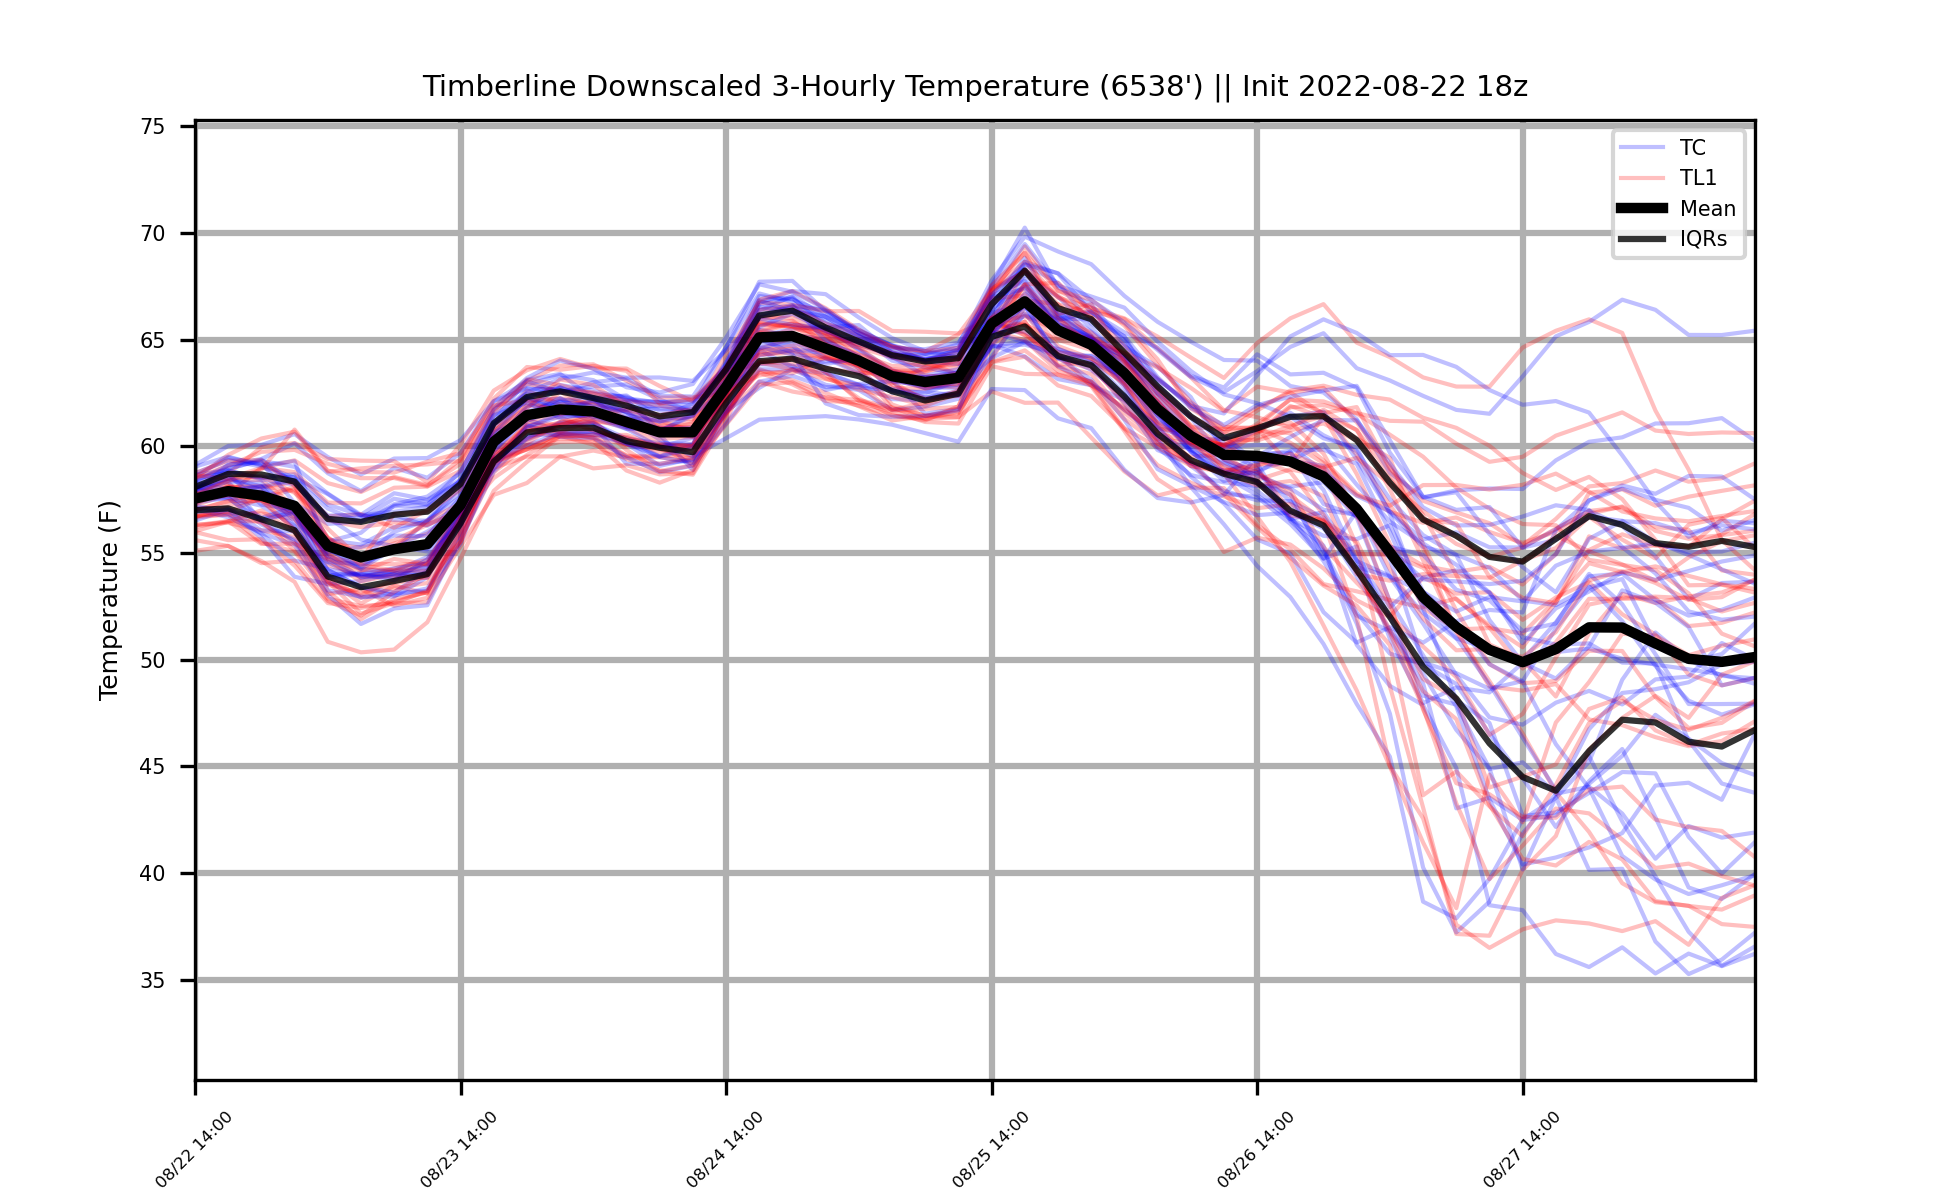 Timberline Downscaled 3-Hourly Temperature (6538') || Init 2022-08-22 18z
Temperature (F)
75
70
65
60
55
50
45
40
35
TC
TL1
Mean
IQRs
08/22 14:00
08/23 14:00
08/24 14:00
08/25 14:00
08/26 14:00
08/27 14:00